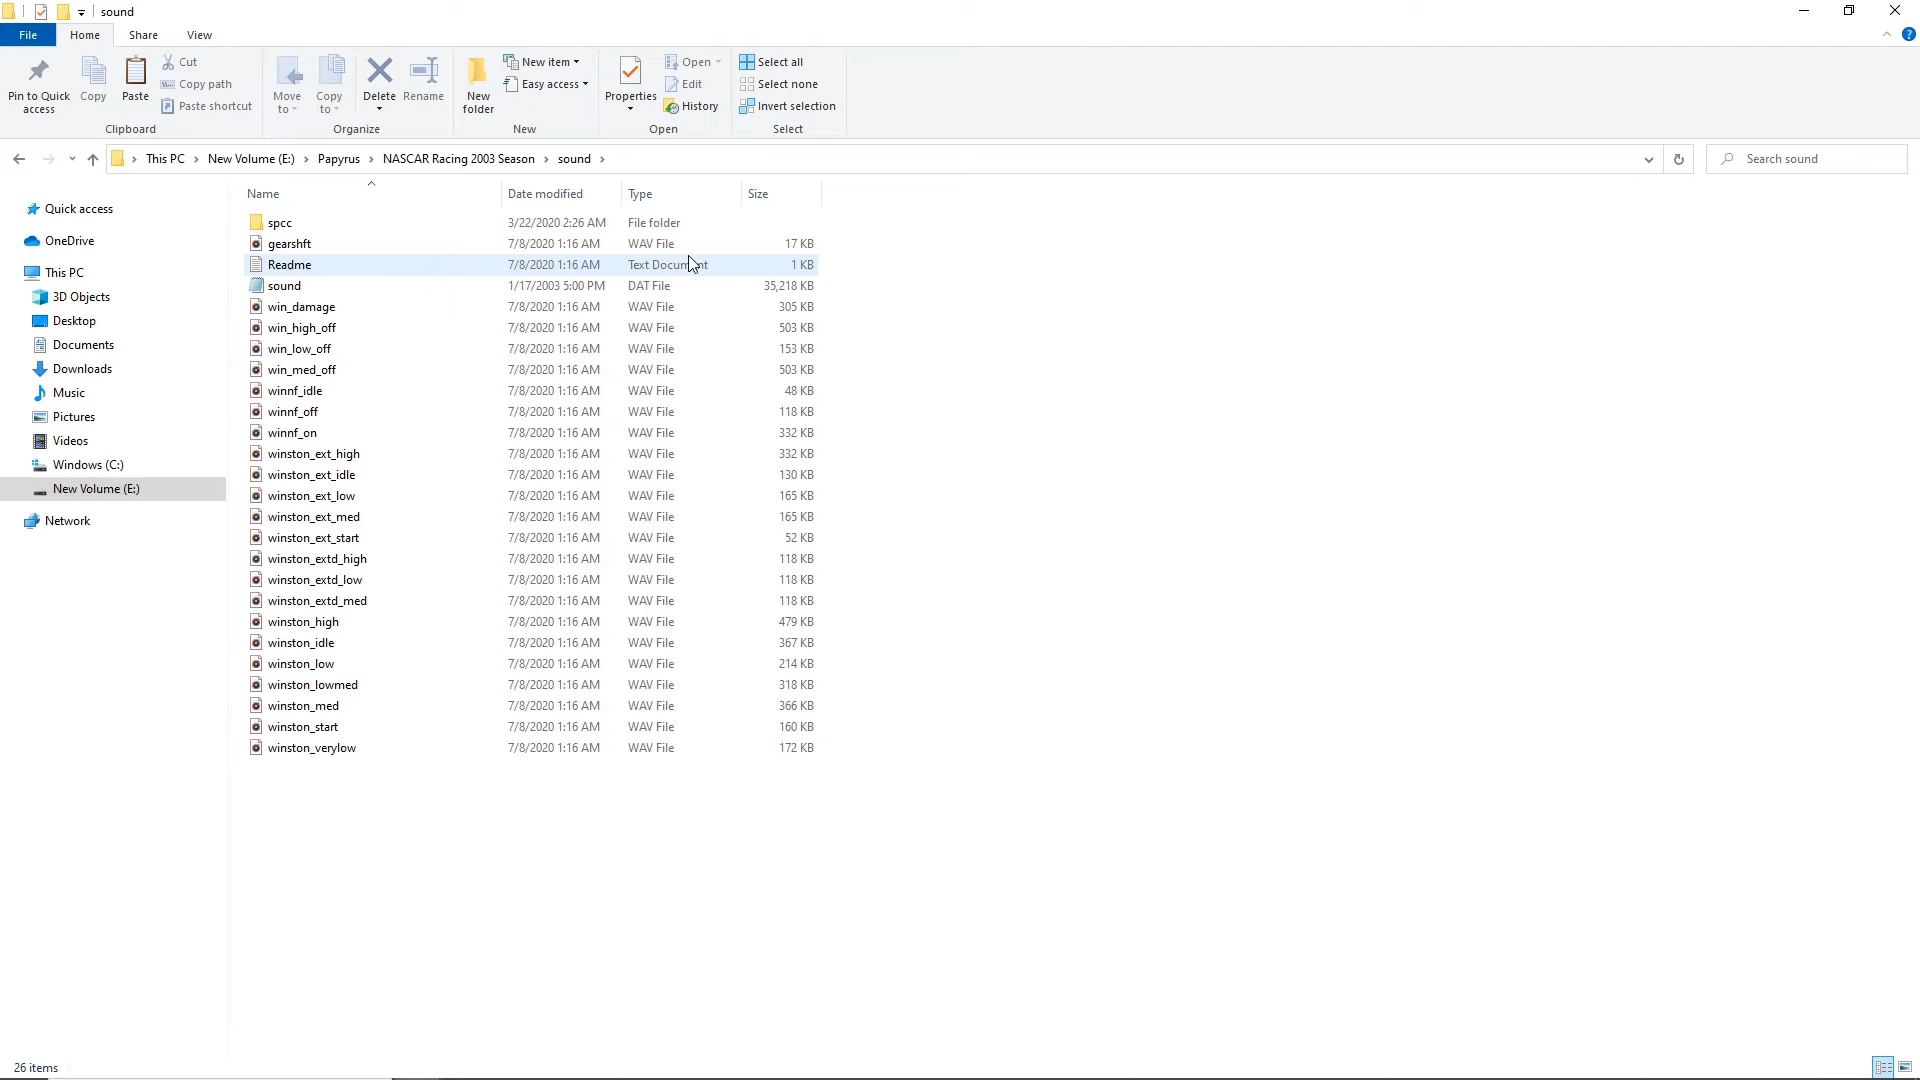 sound
File Home Share View
Pin to Quick access
Copy
Paste
Cut
Copy path
Paste shortcut
Clipboard
Move to
Copy to
Delete
Rename
Organize
New folder
New item
Easy access
New
Properties
Open
Edit
History
Open
Select all
Select none
Invert selection
Select
This PC New Volume (E:) Papyrus NASCAR Racing 2003 Season sound
Search sound
Quick access
OneDrive
This PC
3D Objects
Desktop
Documents
Downloads
Music
Pictures
Videos
Windows (C:)
New Volume (E:)
Network
Name Date modified Type Size
spcc 3/22/2020 2:26 AM File folder
gearshft 7/8/2020 1:16 AM WAV File 17 KB
Readme 7/8/2020 1:16 AM Text Document 1 KB
sound 1/17/2003 5:00 PM DAT File 35,218 KB
win_damage 7/8/2020 1:16 AM WAV File 305 KB
win_high_off 7/8/2020 1:16 AM WAV File 503 KB
win_low_off 7/8/2020 1:16 AM WAV File 153 KB
win_med_off 7/8/2020 1:16 AM WAV File 503 KB
winnf_idle 7/8/2020 1:16 AM WAV File 48 KB
winnf_off 7/8/2020 1:16 AM WAV File 118 KB
winnf_on 7/8/2020 1:16 AM WAV File 332 KB
winston_ext_high 7/8/2020 1:16 AM WAV File 332 KB
winston_ext_idle 7/8/2020 1:16 AM WAV File 130 KB
winston_ext_low 7/8/2020 1:16 AM WAV File 165 KB
winston_ext_med 7/8/2020 1:16 AM WAV File 165 KB
winston_ext_start 7/8/2020 1:16 AM WAV File 52 KB
winston_extd_high 7/8/2020 1:16 AM WAV File 118 KB
winston_extd_low 7/8/2020 1:16 AM WAV File 118 KB
winston_extd_med 7/8/2020 1:16 AM WAV File 118 KB
winston_high 7/8/2020 1:16 AM WAV File 479 KB
winston_idle 7/8/2020 1:16 AM WAV File 367 KB
winston_low 7/8/2020 1:16 AM WAV File 214 KB
winston_lowmed 7/8/2020 1:16 AM WAV File 318 KB
winston_med 7/8/2020 1:16 AM WAV File 366 KB
winston_start 7/8/2020 1:16 AM WAV File 160 KB
winston_verylow 7/8/2020 1:16 AM WAV File 172 KB
26 items